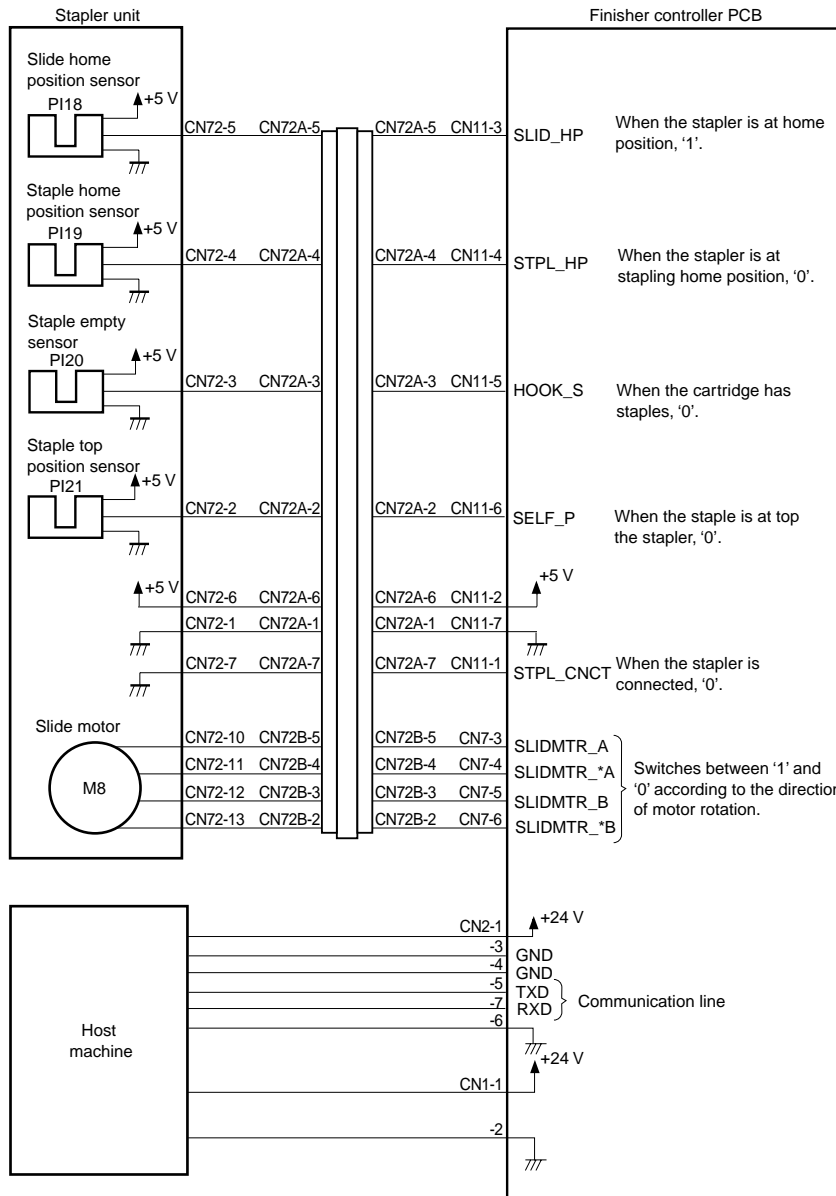 Stapler unit
Finisher controller PCB
Slide home
position sensor
PI18
+5 V
CN72-5
CN72A-5
CN72A-5
CN11-3
SLID_HP
When the stapler is at home
position, ‘1’.
Staple home
position sensor
PI19
+5 V
CN72-4
CN72A-4
CN72A-4
CN11-4
STPL_HP
When the stapler is at
stapling home position, ‘0’.
Staple empty
sensor
PI20
+5 V
CN72-3
CN72A-3
CN72A-3
CN11-5
HOOK_S
When the cartridge has
staples, ‘0’.
Staple top
position sensor
PI21
+5 V
CN72-2
CN72A-2
CN72A-2
CN11-6
SELF_P
When the staple is at top
the stapler, ‘0’.
+5 V
CN72-6
CN72A-6
CN72A-6
CN11-2
+5 V
CN72-1
CN72A-1
CN72A-1
CN11-7
CN72-7
CN72A-7
CN72A-7
CN11-1
STPL_CNCT
When the stapler is
connected, ‘0’.
Slide motor
M8
CN72-10
CN72B-5
CN72B-5
CN7-3
SLIDMTR_A
CN72-11
CN72B-4
CN72B-4
CN7-4
SLIDMTR_*A
CN72-12
CN72B-3
CN72B-3
CN7-5
SLIDMTR_B
CN72-13
CN72B-2
CN72B-2
CN7-6
SLIDMTR_*B
Switches between ‘1’ and
‘0’ according to the direction
of motor rotation.
Host
machine
CN2-1
+24 V
-3
GND
-4
GND
-5
TXD
-7
RXD
Communication line
-6
+24 V
CN1-1
-2